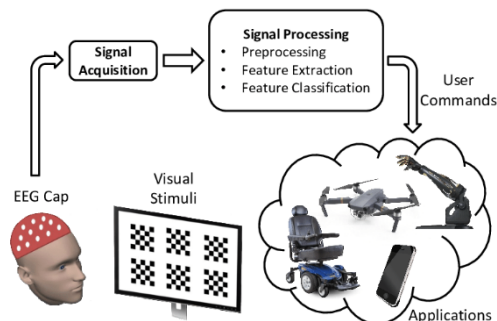 Signal
Acquisition
Signal Processing
• Preprocessing
• Feature Extraction
• Feature Classification
User
Commands
EEG Cap
Visual
Stimuli
Applications